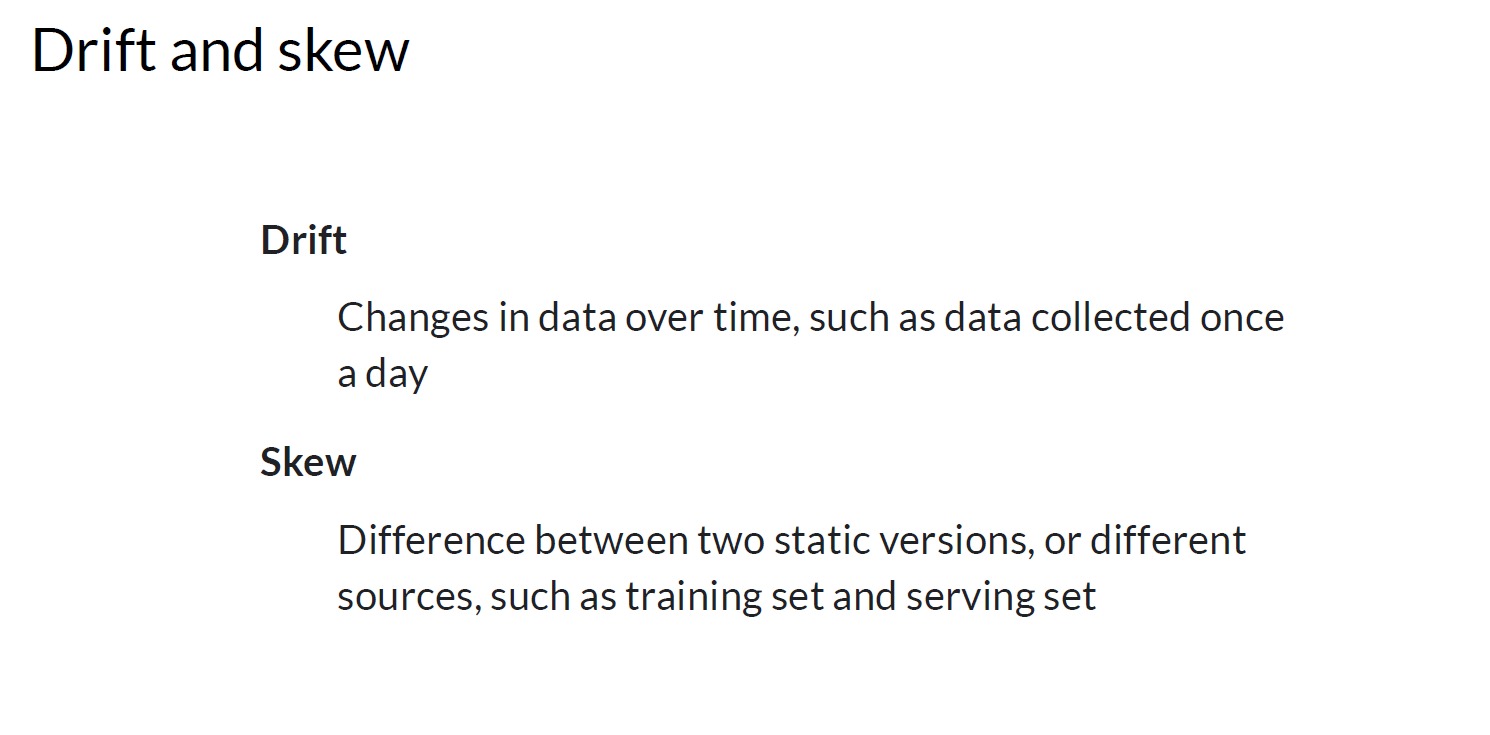 Drift and skew
Drift
Changes in data over time, such as data collected once
a day
Skew
Difference between two static versions, or different
sources, such as training set and serving set